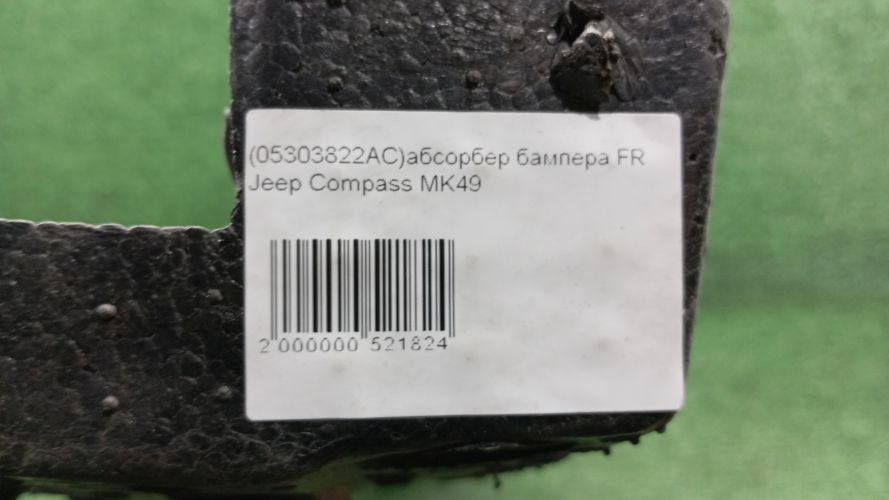 (05303822AC)абсорбер бампера FR
Jeep Compass MK49
2 000000 521824